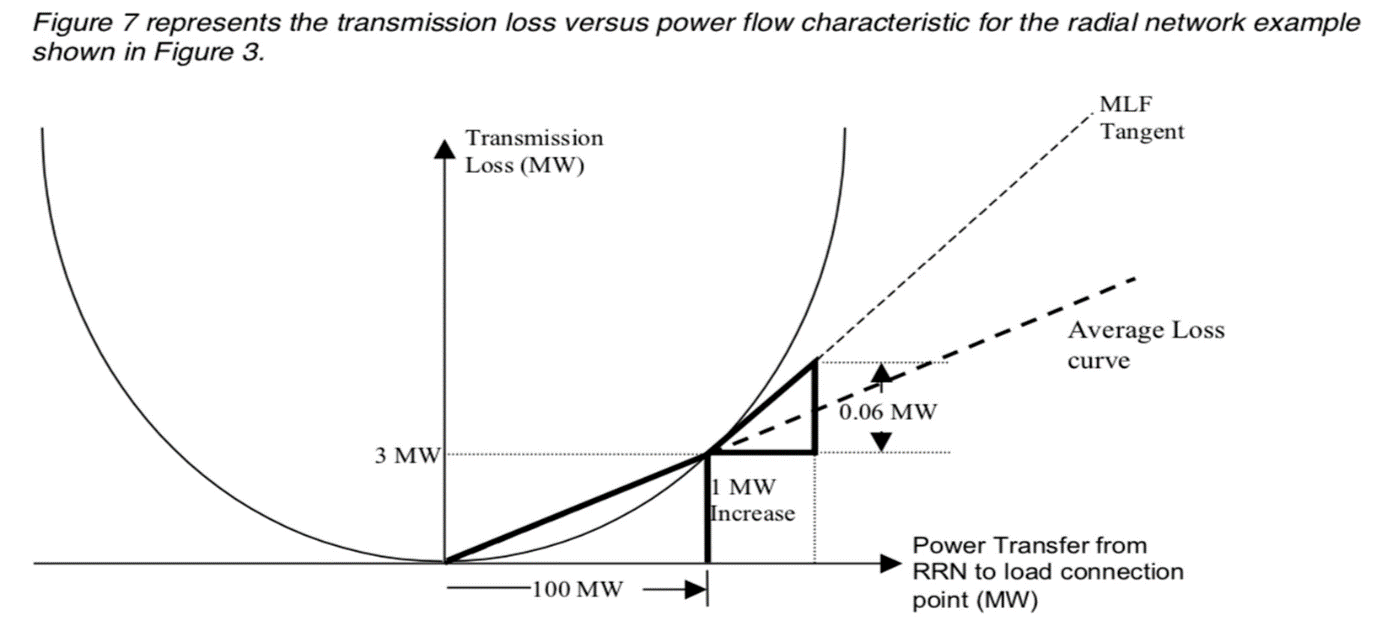 Figure 7 represents the transmission loss versus power flow characteristic for the radial network example
shown in Figure 3.
MLF
Tangent
Transmission
Loss (MW)
Average Loss
curve
0.06 MW
3 MW
1 MW
Increase
Power Transfer from
RRN to load connection
point (MW)
100 MW